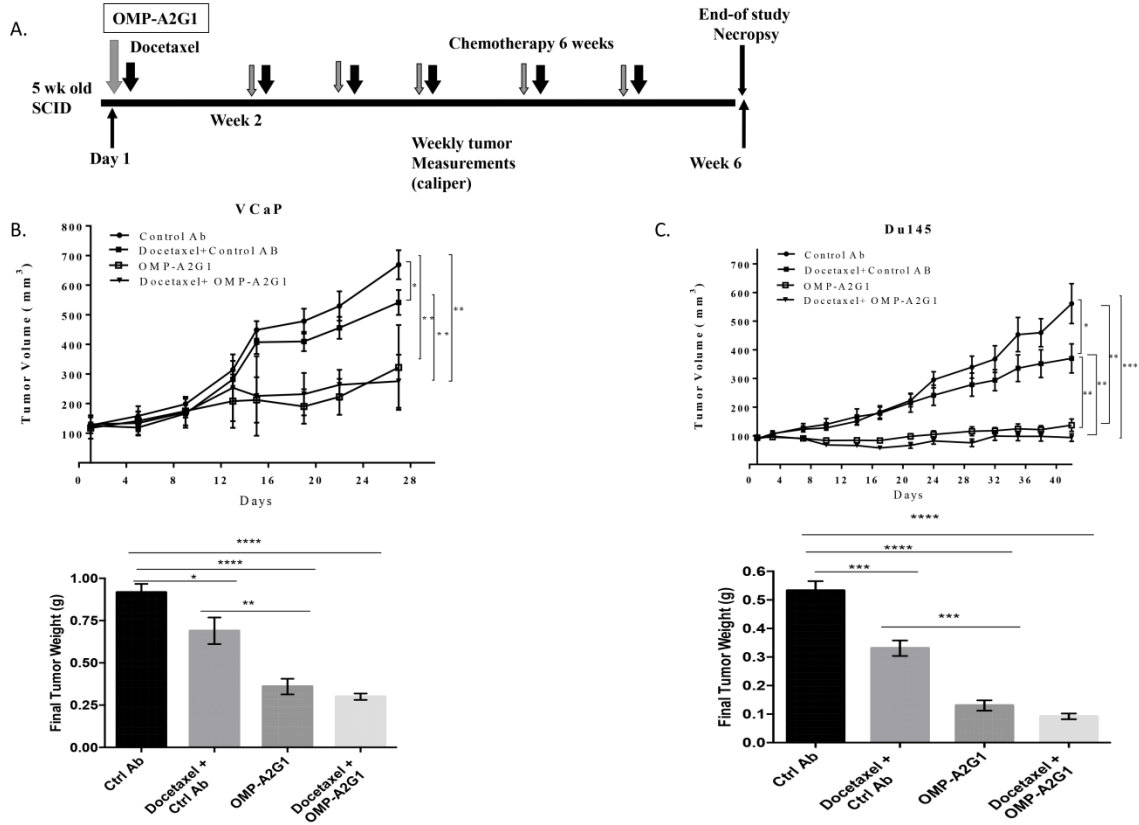 A.
OMP-A2G1
Docetaxel
Chemotherapy 6 weeks
End-of study
Necropsy
5 wk old
SCID
Week 2
Day 1
Weekly tumor
Measurements
(caliper)
Week 6
B.
VCaP
Tumor Volume (mm³)
800
700
600
500
400
300
200
100
Control Ab
Docetaxel+Control AB
OMP-A2G1
Docetaxel+ OMP-A2G1
*
**
**
**
0 4 8 12 16 20 24 28
Days
C.
Du145
Tumor Volume (mm³)
700
600
500
400
300
200
100
Control Ab
Docetaxel+Control AB
OMP-A2G1
Docetaxel+ OMP-A2G1
*
**
**
**
***
0 4 8 12 16 20 24 28 32 36 40
Days
****
****
*
**
Final Tumor Weight (g)
1.00
0.75
0.50
0.25
0.00
Ctrl Ab
Docetaxel +
Ctrl Ab
OMP-A2G1
Docetaxel +
OMP-A2G1
****
****
***
***
Final Tumor Weight (g)
0.6
0.5
0.4
0.3
0.2
0.1
0.0
Ctrl Ab
Docetaxel +
Ctrl Ab
OMP-A2G1
Docetaxel +
OMP-A2G1